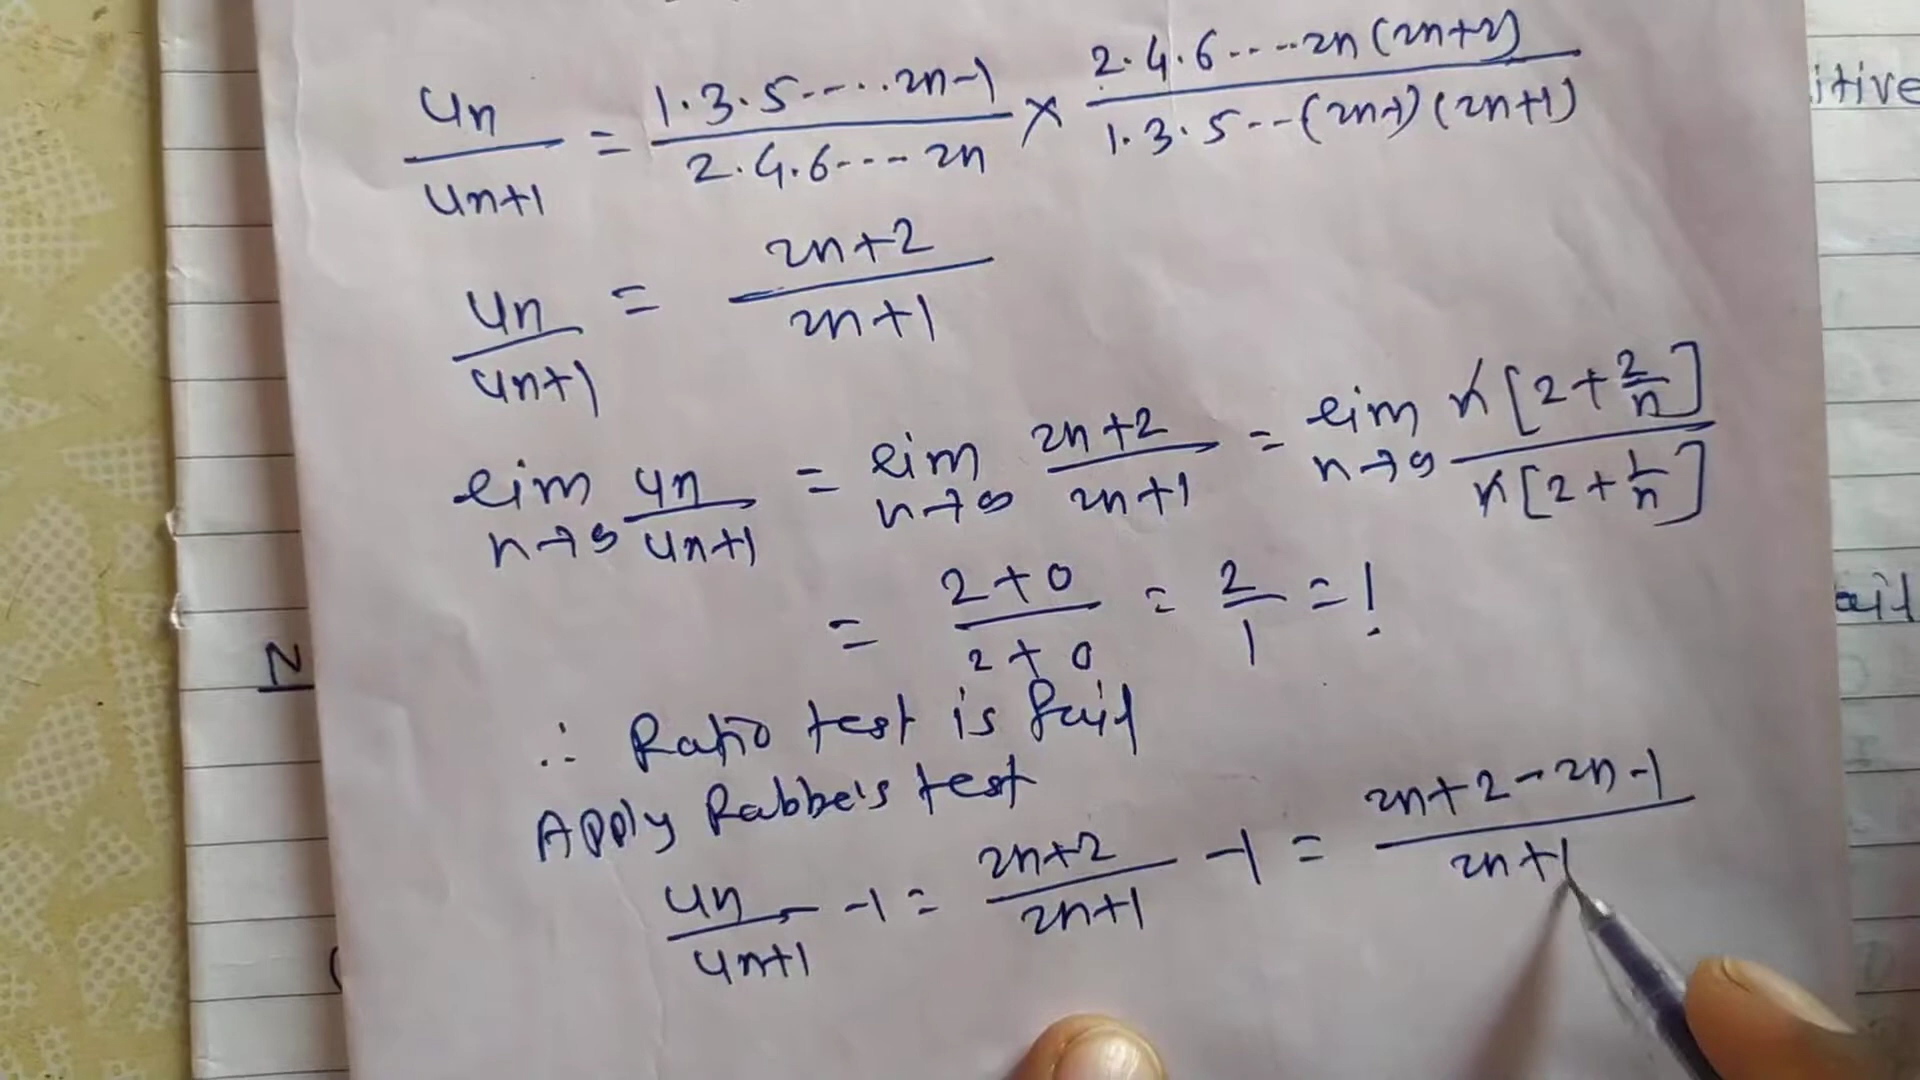 un/un+1 = 1.3.5-----2n-1/2.4.6----2n × 2.4.6----2n(2n+2)/1.3.5--(2n-1)(2n+1)
un/un+1 = 2n+2/2n+1
lim n→∞ un/un+1 = lim n→∞ 2n+2/2n+1 = lim n→∞ n[2+2/n]/n[2+1/n]
= 2+0/2+0 = 2/1 = 1
∴ Ratio test is fail
Apply Rabbe's test
un/un+1 -1 = 2n+2/2n+1 -1 = 2n+2-2n-1/2n+1
itive
ail
N